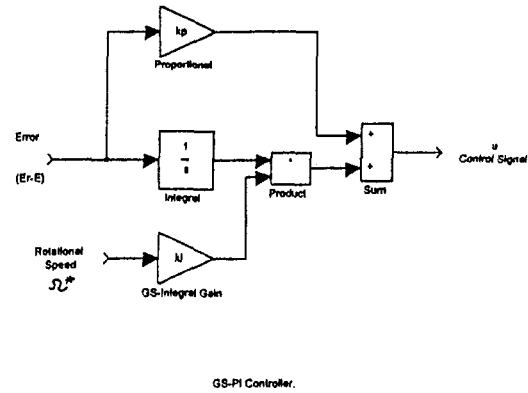 kp
Proportional
Error
(Er-E)
1
s
Integral
*
Product
+
+
Sum
u
Control Signal
Rotational
Speed
Ω*
ki
GS-Integral Gain
GS-PI Controller.